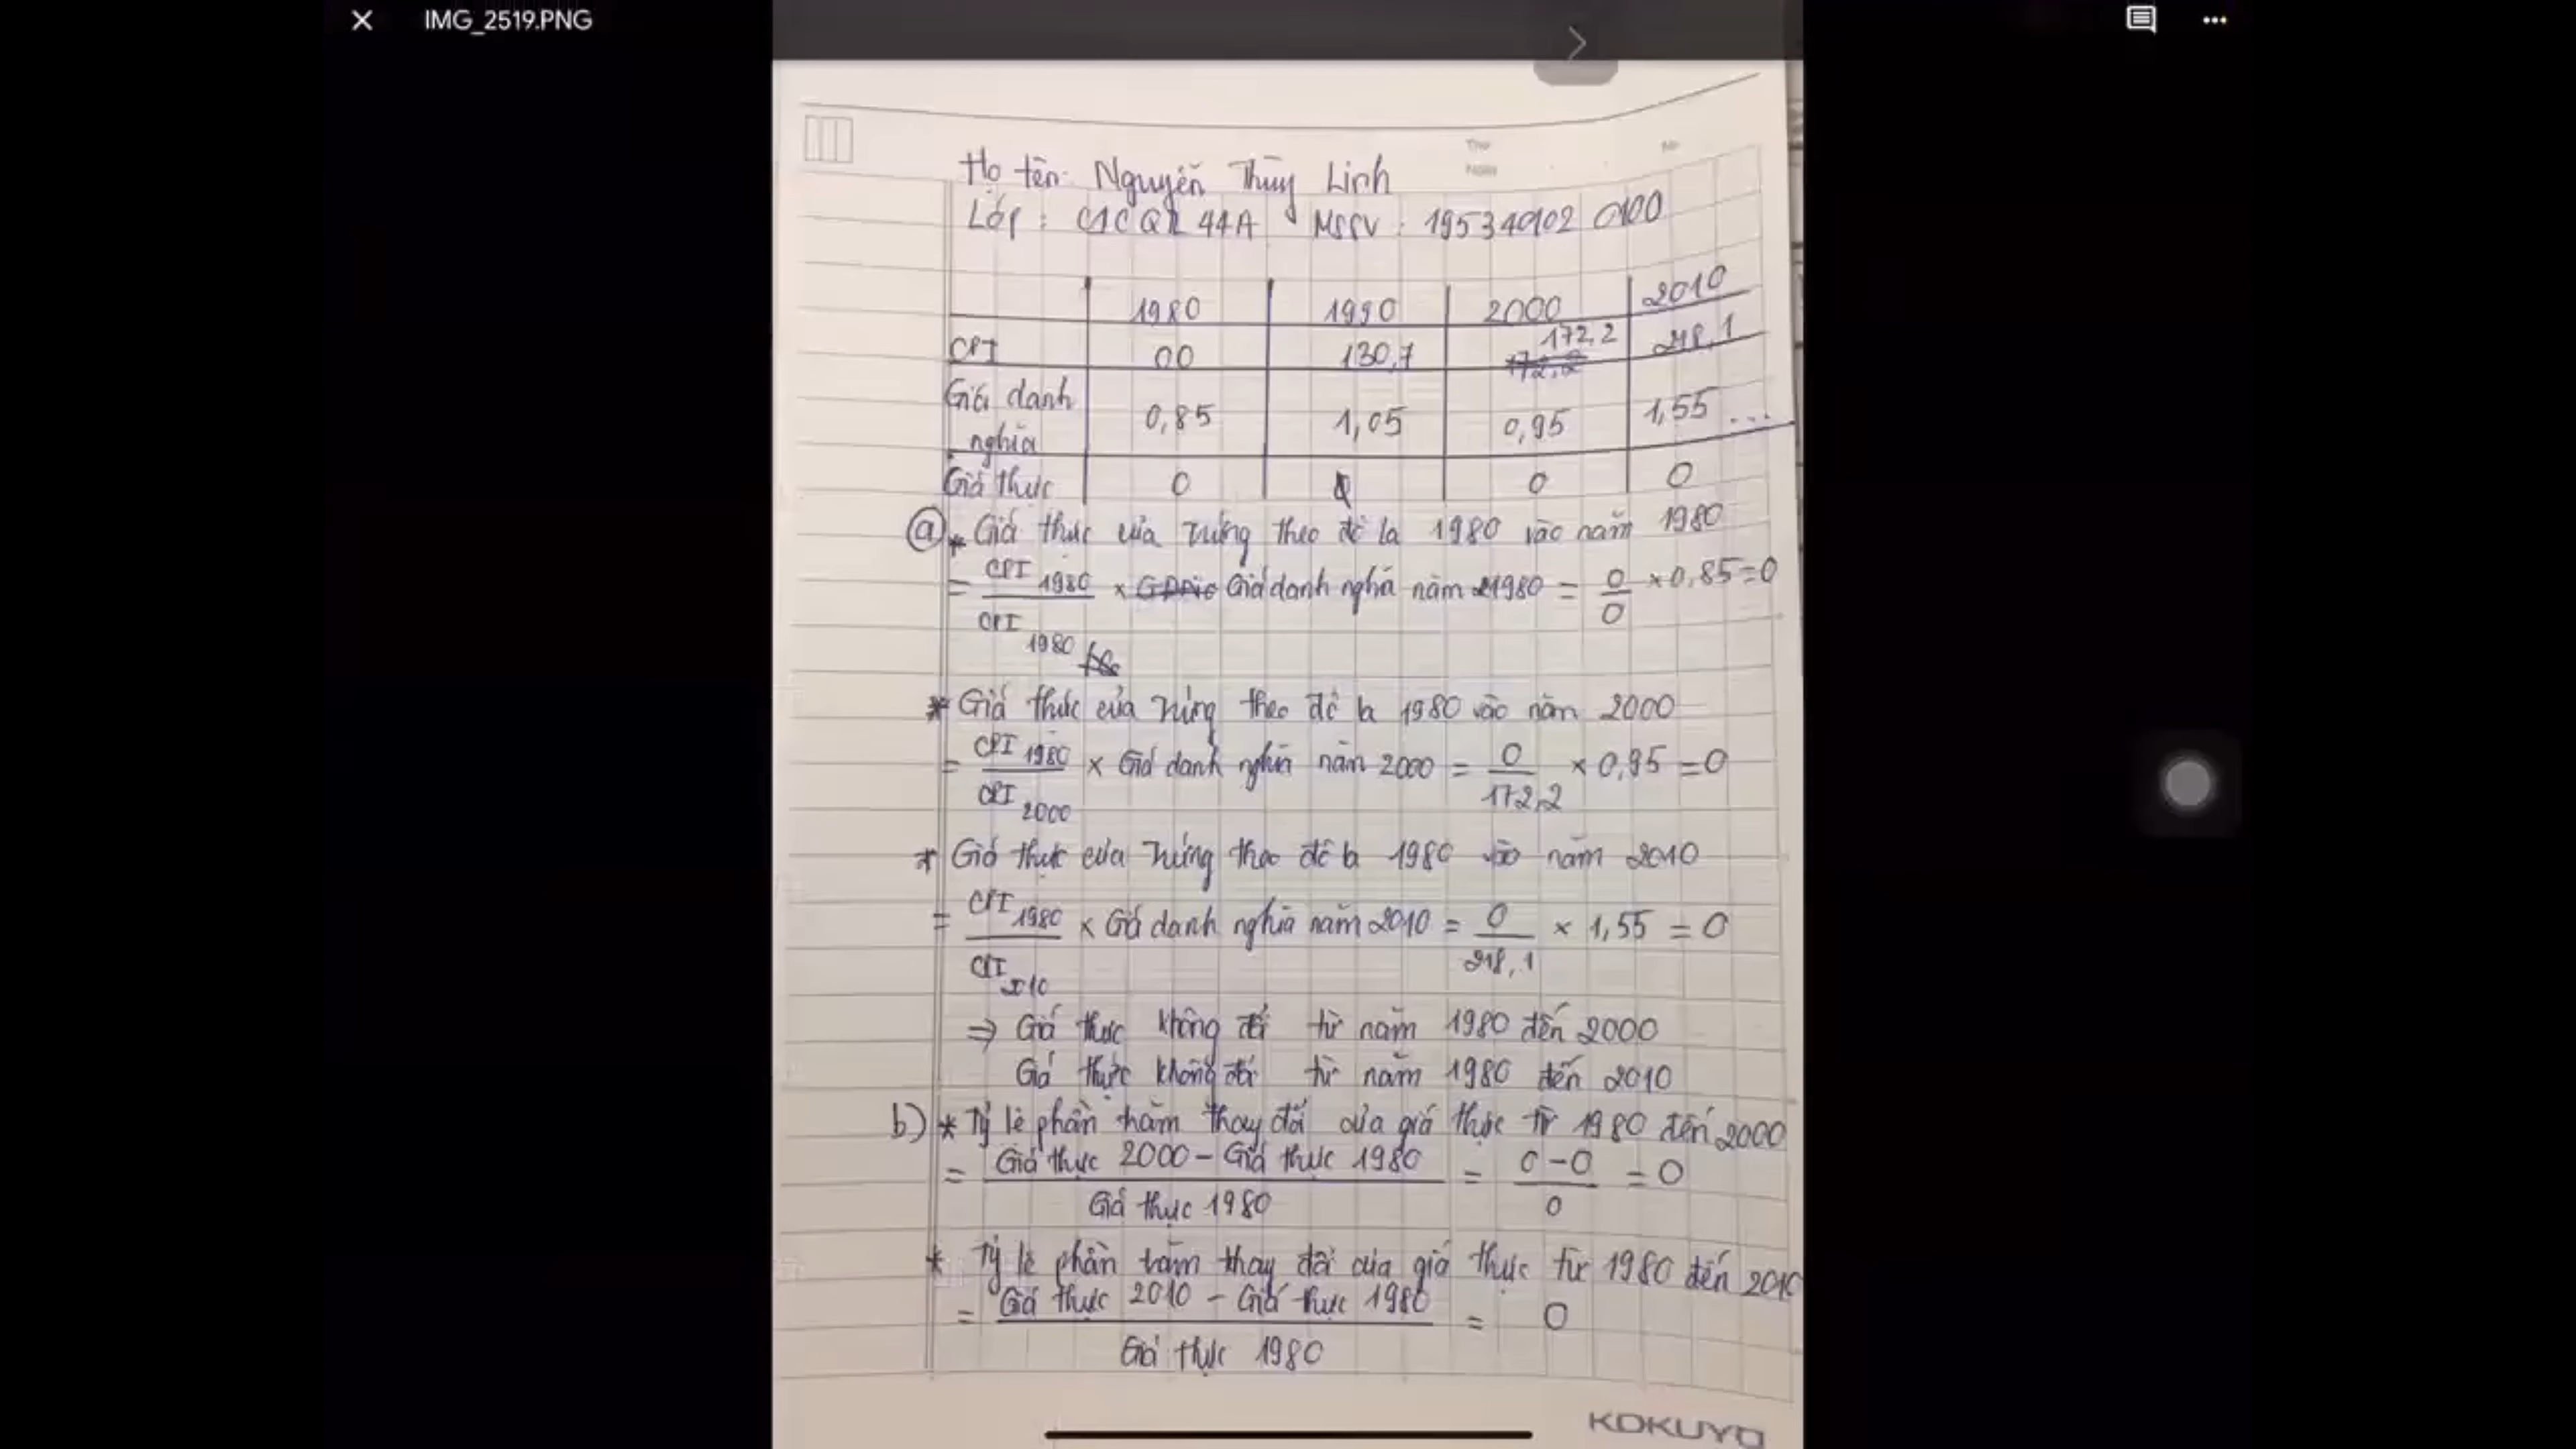 IMG_2519.PNG
Họ tên: Nguyễn Thùy Linh
Lớp: C1C QL 44A MSSV: 195340102 0100
1980 1990 2000 2010
CPI 00 130,7 172,2 218,1
Giá danh nghĩa 0,85 1,05 0,95 1,55 ...
Giá thực 0 0 0
a) * Giá thực của trứng theo đô la 1980 vào năm 1980
= CPI 1980 / CPI 1980 × Giá danh nghã năm 1980 = 0/0 × 0,85 = 0
* Giá thực của trứng theo đô la 1980 vào năm 2000
= CPI 1980 / CPI 2000 × Giá danh nghĩa năm 2000 = 0/172,2 × 0,95 = 0
* Giá thực của trứng theo đô la 1980 vào năm 2010
= CPI 1980 / CPI 2010 × Giá danh nghĩa năm 2010 = 0/218,1 × 1,55 = 0
⇒ Giá thực không đổi từ năm 1980 đến 2000
Giá thực không đổi từ năm 1980 đến 2010
b) * Tỷ lệ phần trăm thay đổi của giá thực từ 1980 đến 2000
= Giá thực 2000 – Giá thực 1980 / Giá thực 1980 = 0 – 0 / 0 = 0
* Tỷ lệ phần trăm thay đổi của giá thực từ 1980 đến 2010
= Giá thực 2010 – Giá thực 1980 / Giá thực 1980 = 0
KOKUYO